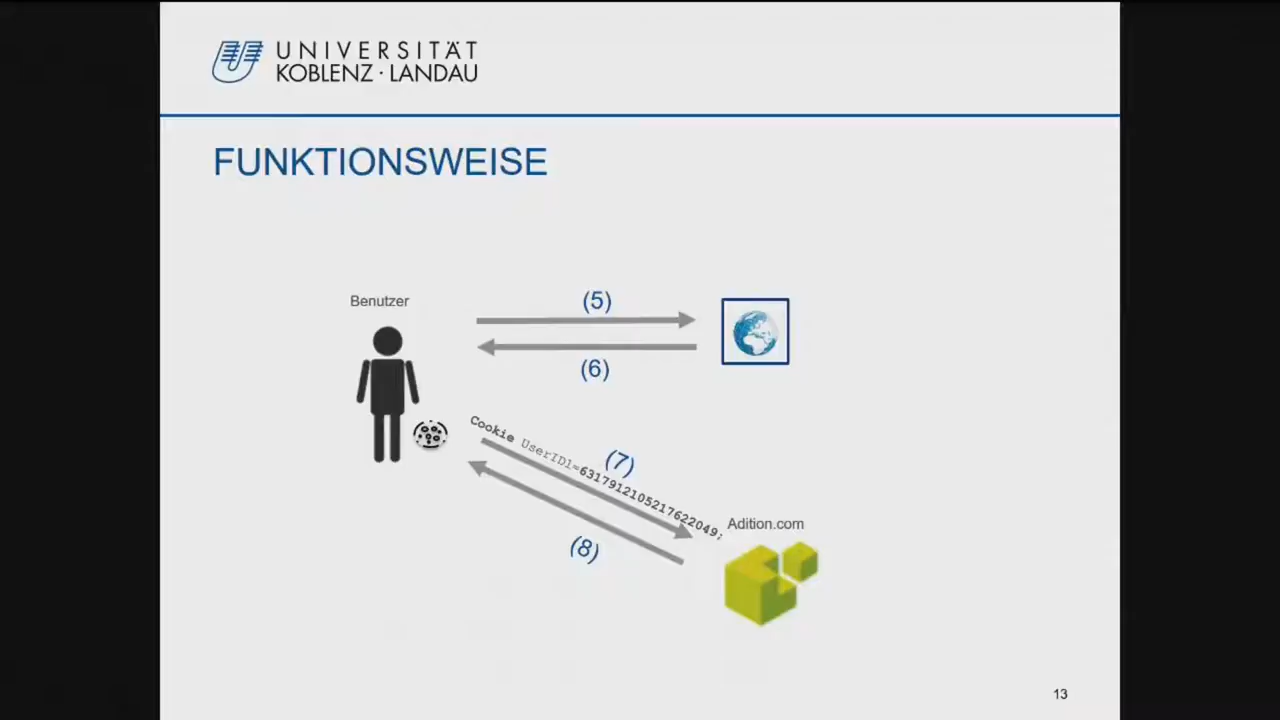 UNIVERSITÄT
KOBLENZ · LANDAU
FUNKTIONSWEISE
Benutzer
(5)
(6)
Cookie UserID1=6317912105217622049;
(7)
(8)
Adition.com
13